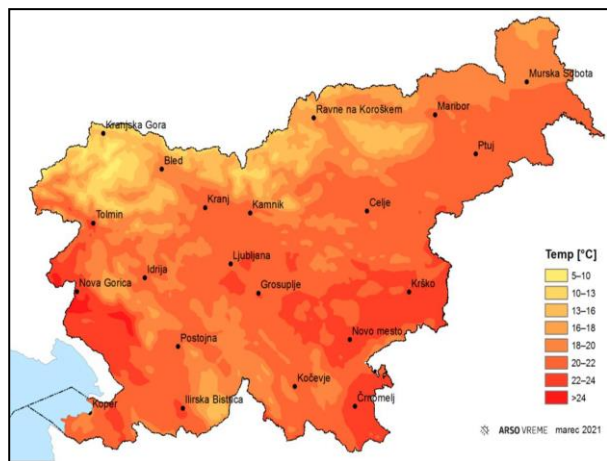 Murska Sobota
Maribor
Ravne na Koroškem
Kranjska Gora
Ptuj
Bled
Kranj
Kamnik
Celje
Tolmin
Ljubljana
Idrija
Nova Gorica
Grosuplje
Krško
Novo mesto
Postojna
Kočevje
Črnomelj
Ilirska Bistrica
Koper
Temp [°C]
5–10
10–13
13–16
16–18
18–20
20–22
22–24
>24
ARSO VREME marec 2021